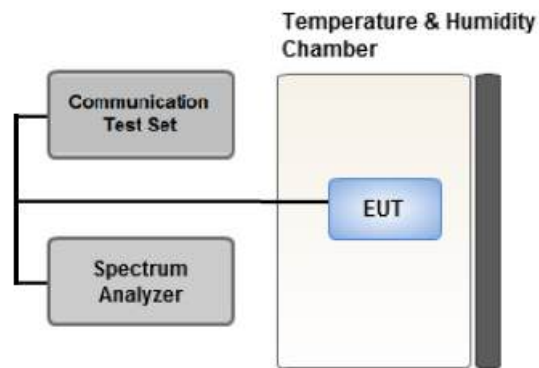 Temperature & Humidity
Chamber
Communication
Test Set
EUT
Spectrum
Analyzer